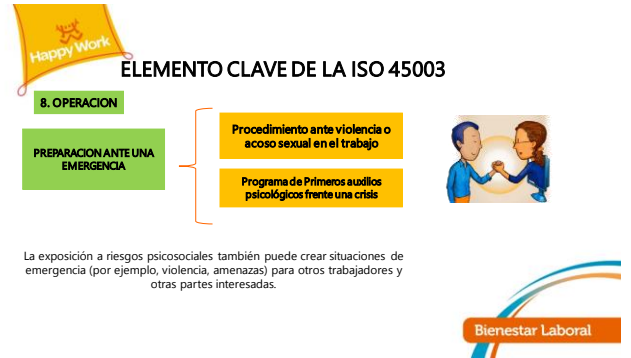 Happy Work
ELEMENTO CLAVE DE LA ISO 45003
8. OPERACION
PREPARACION ANTE UNA
EMERGENCIA
Procedimiento ante violencia o
acoso sexual en el trabajo
Programa de Primeros auxilios
psicológicos frente una crisis
La exposición a riesgos psicosociales también puede crear situaciones de
emergencia (por ejemplo, violencia, amenazas) para otros trabajadores y
otras partes interesadas.
Bienestar Laboral